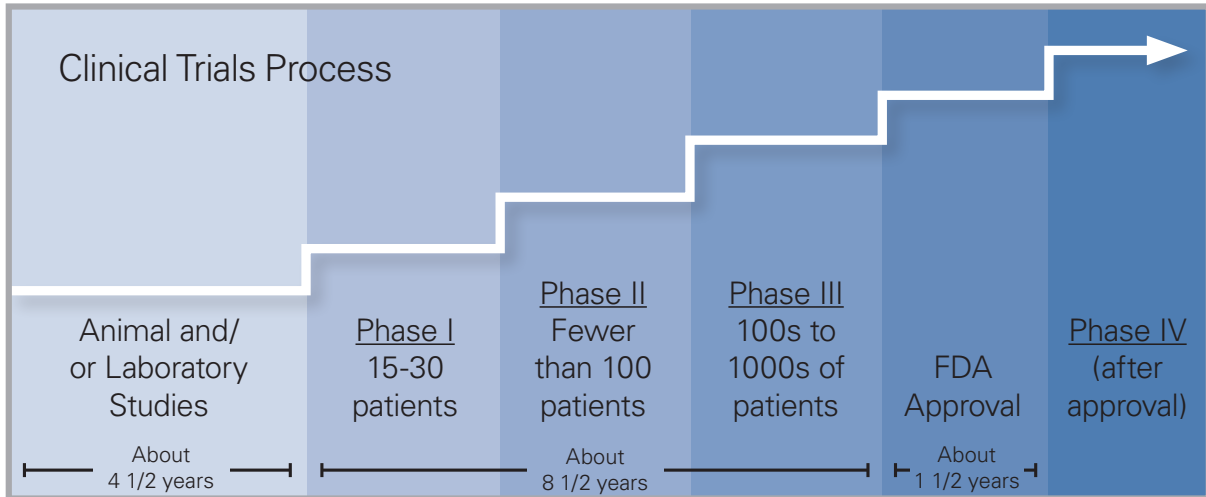 Clinical Trials Process
Animal and/
or Laboratory
Studies
Phase I
15-30
patients
Phase II
Fewer
than 100
patients
Phase III
100s to
1000s of
patients
FDA
Approval
Phase IV
(after
approval)
About
4 1/2 years
About
8 1/2 years
About
1 1/2 years